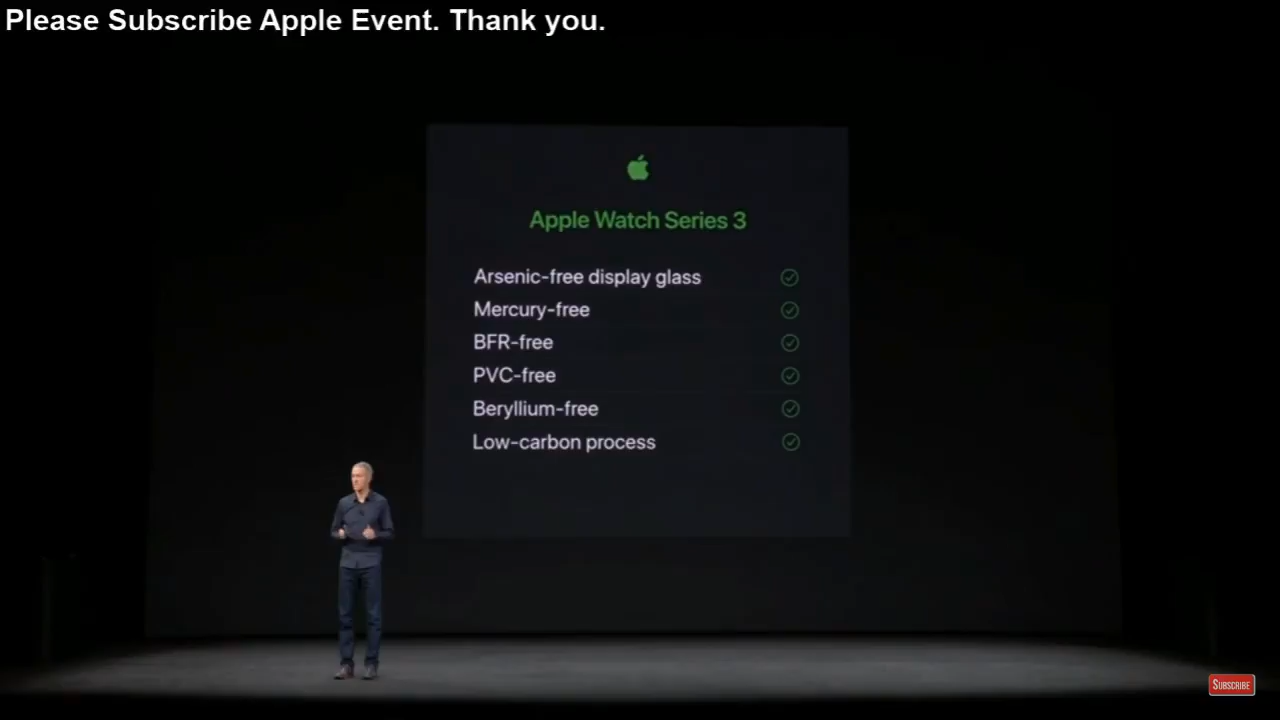 Please Subscribe Apple Event. Thank you.
Apple Watch Series 3
Arsenic-free display glass
Mercury-free
BFR-free
PVC-free
Beryllium-free
Low-carbon process
SUBSCRIBE